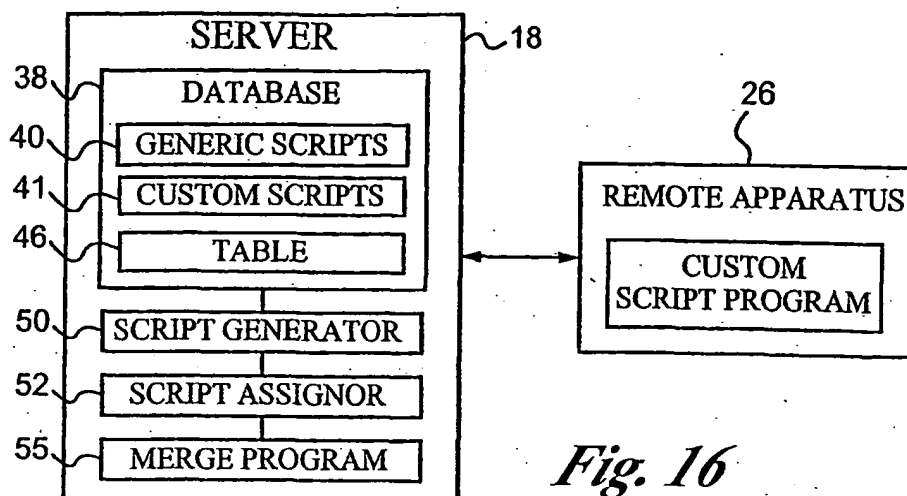 SERVER
18
38
DATABASE
40
GENERIC SCRIPTS
41
CUSTOM SCRIPTS
46
TABLE
50
SCRIPT GENERATOR
52
SCRIPT ASSIGNOR
55
MERGE PROGRAM
26
REMOTE APPARATUS
CUSTOM
SCRIPT PROGRAM
Fig. 16